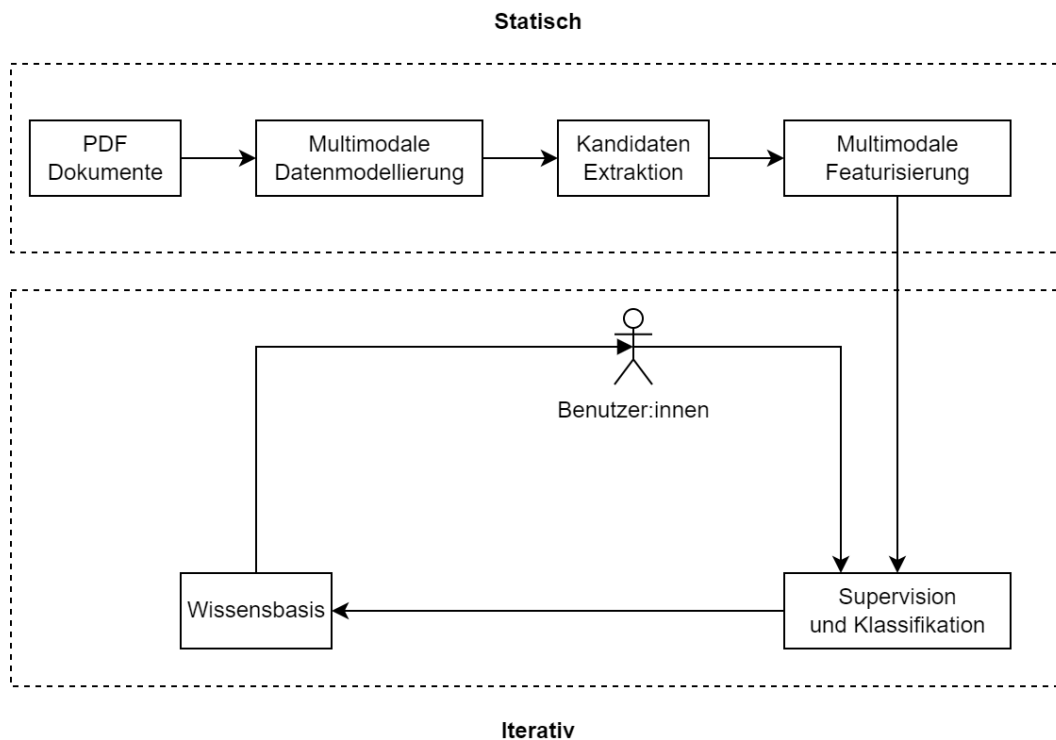 Statisch
PDF
Dokumente
Multimodale
Datenmodellierung
Kandidaten
Extraktion
Multimodale
Featurisierung
Benutzer:innen
Wissensbasis
Supervision
und Klassifikation
Iterativ